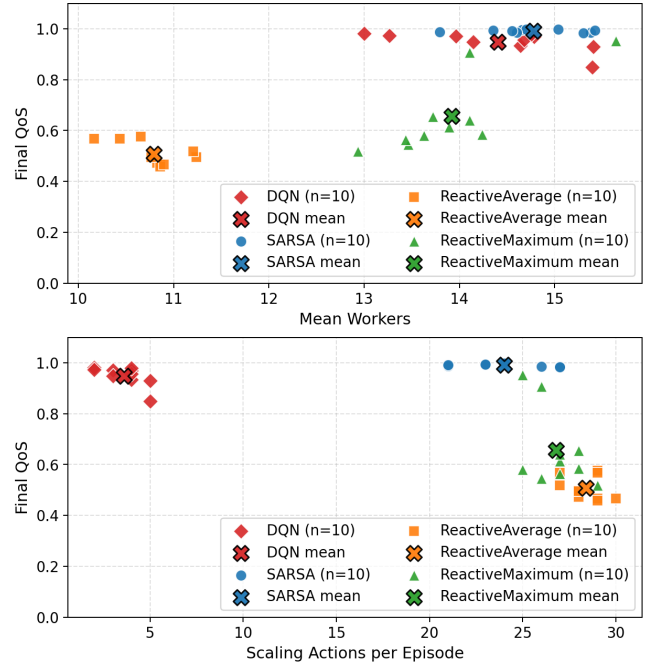 1.0
0.8
0.6
0.4
0.2
0.0
Final QoS
DQN (n=10)
DQN mean
SARSA (n=10)
SARSA mean
ReactiveAverage (n=10)
ReactiveAverage mean
ReactiveMaximum (n=10)
ReactiveMaximum mean
10 11 12 13 14 15
Mean Workers
1.0
0.8
0.6
0.4
0.2
0.0
Final QoS
DQN (n=10)
DQN mean
SARSA (n=10)
SARSA mean
ReactiveAverage (n=10)
ReactiveAverage mean
ReactiveMaximum (n=10)
ReactiveMaximum mean
5 10 15 20 25 30
Scaling Actions per Episode